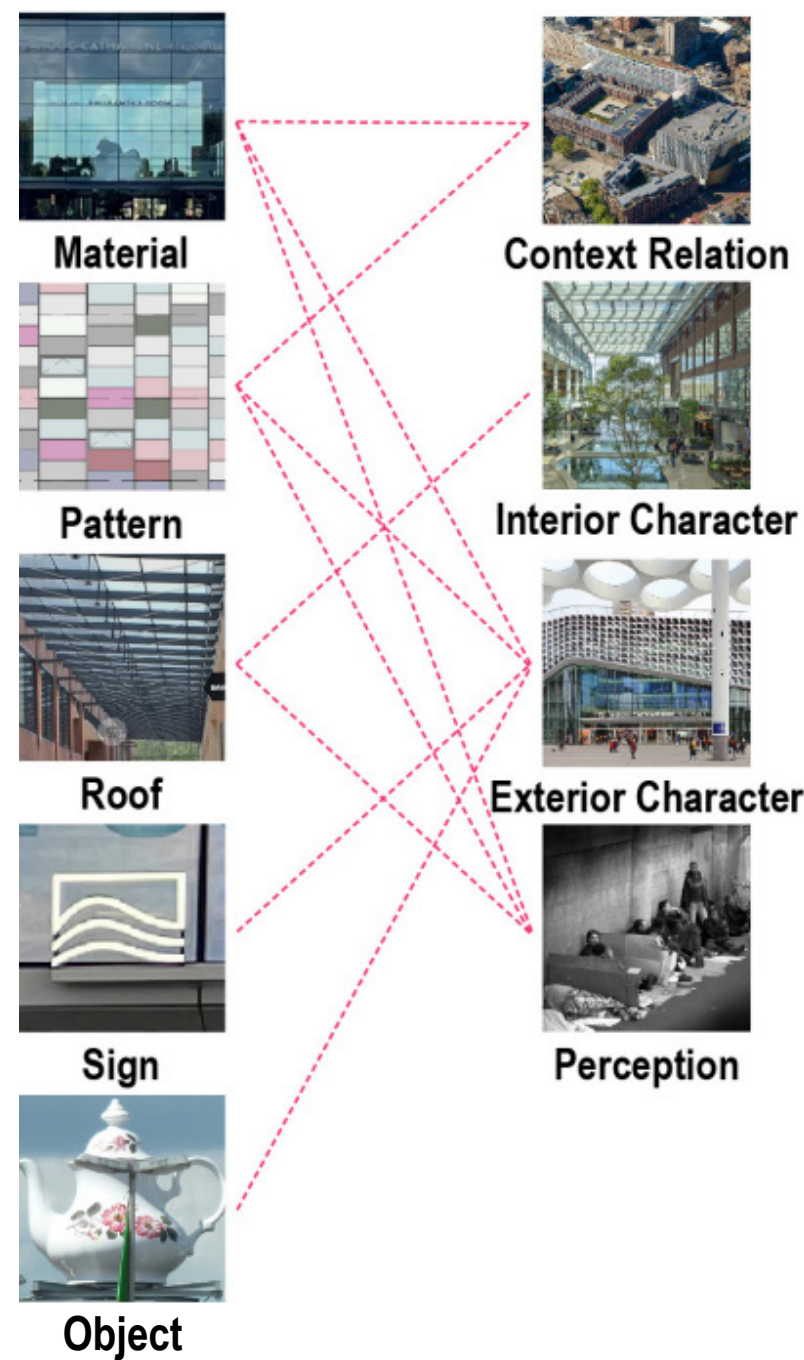 Material
Context Relation
Pattern
Interior Character
Roof
Exterior Character
Sign
Perception
Object